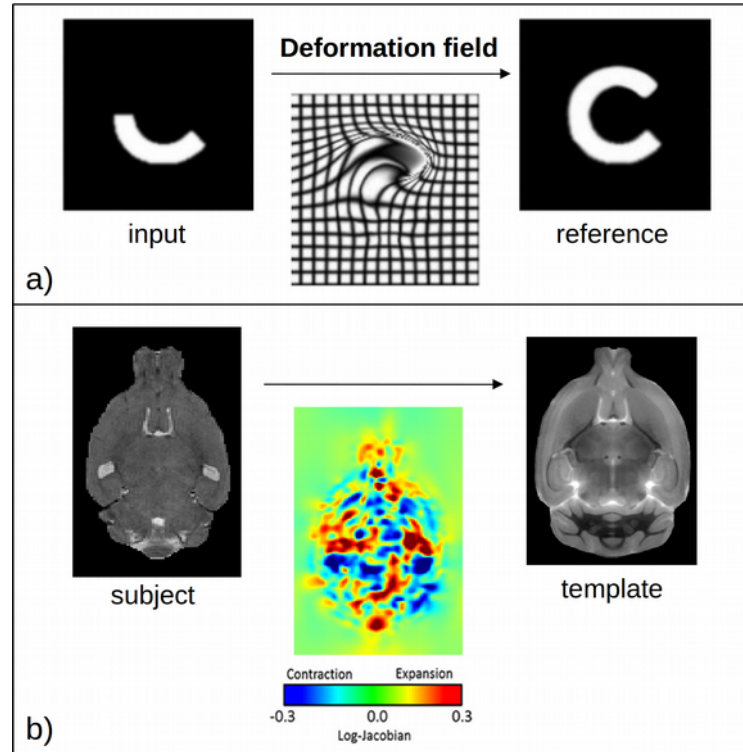 Deformation field
input
reference
a)
subject
template
Contraction Expansion
-0.3 0.0 0.3
Log-Jacobian
b)